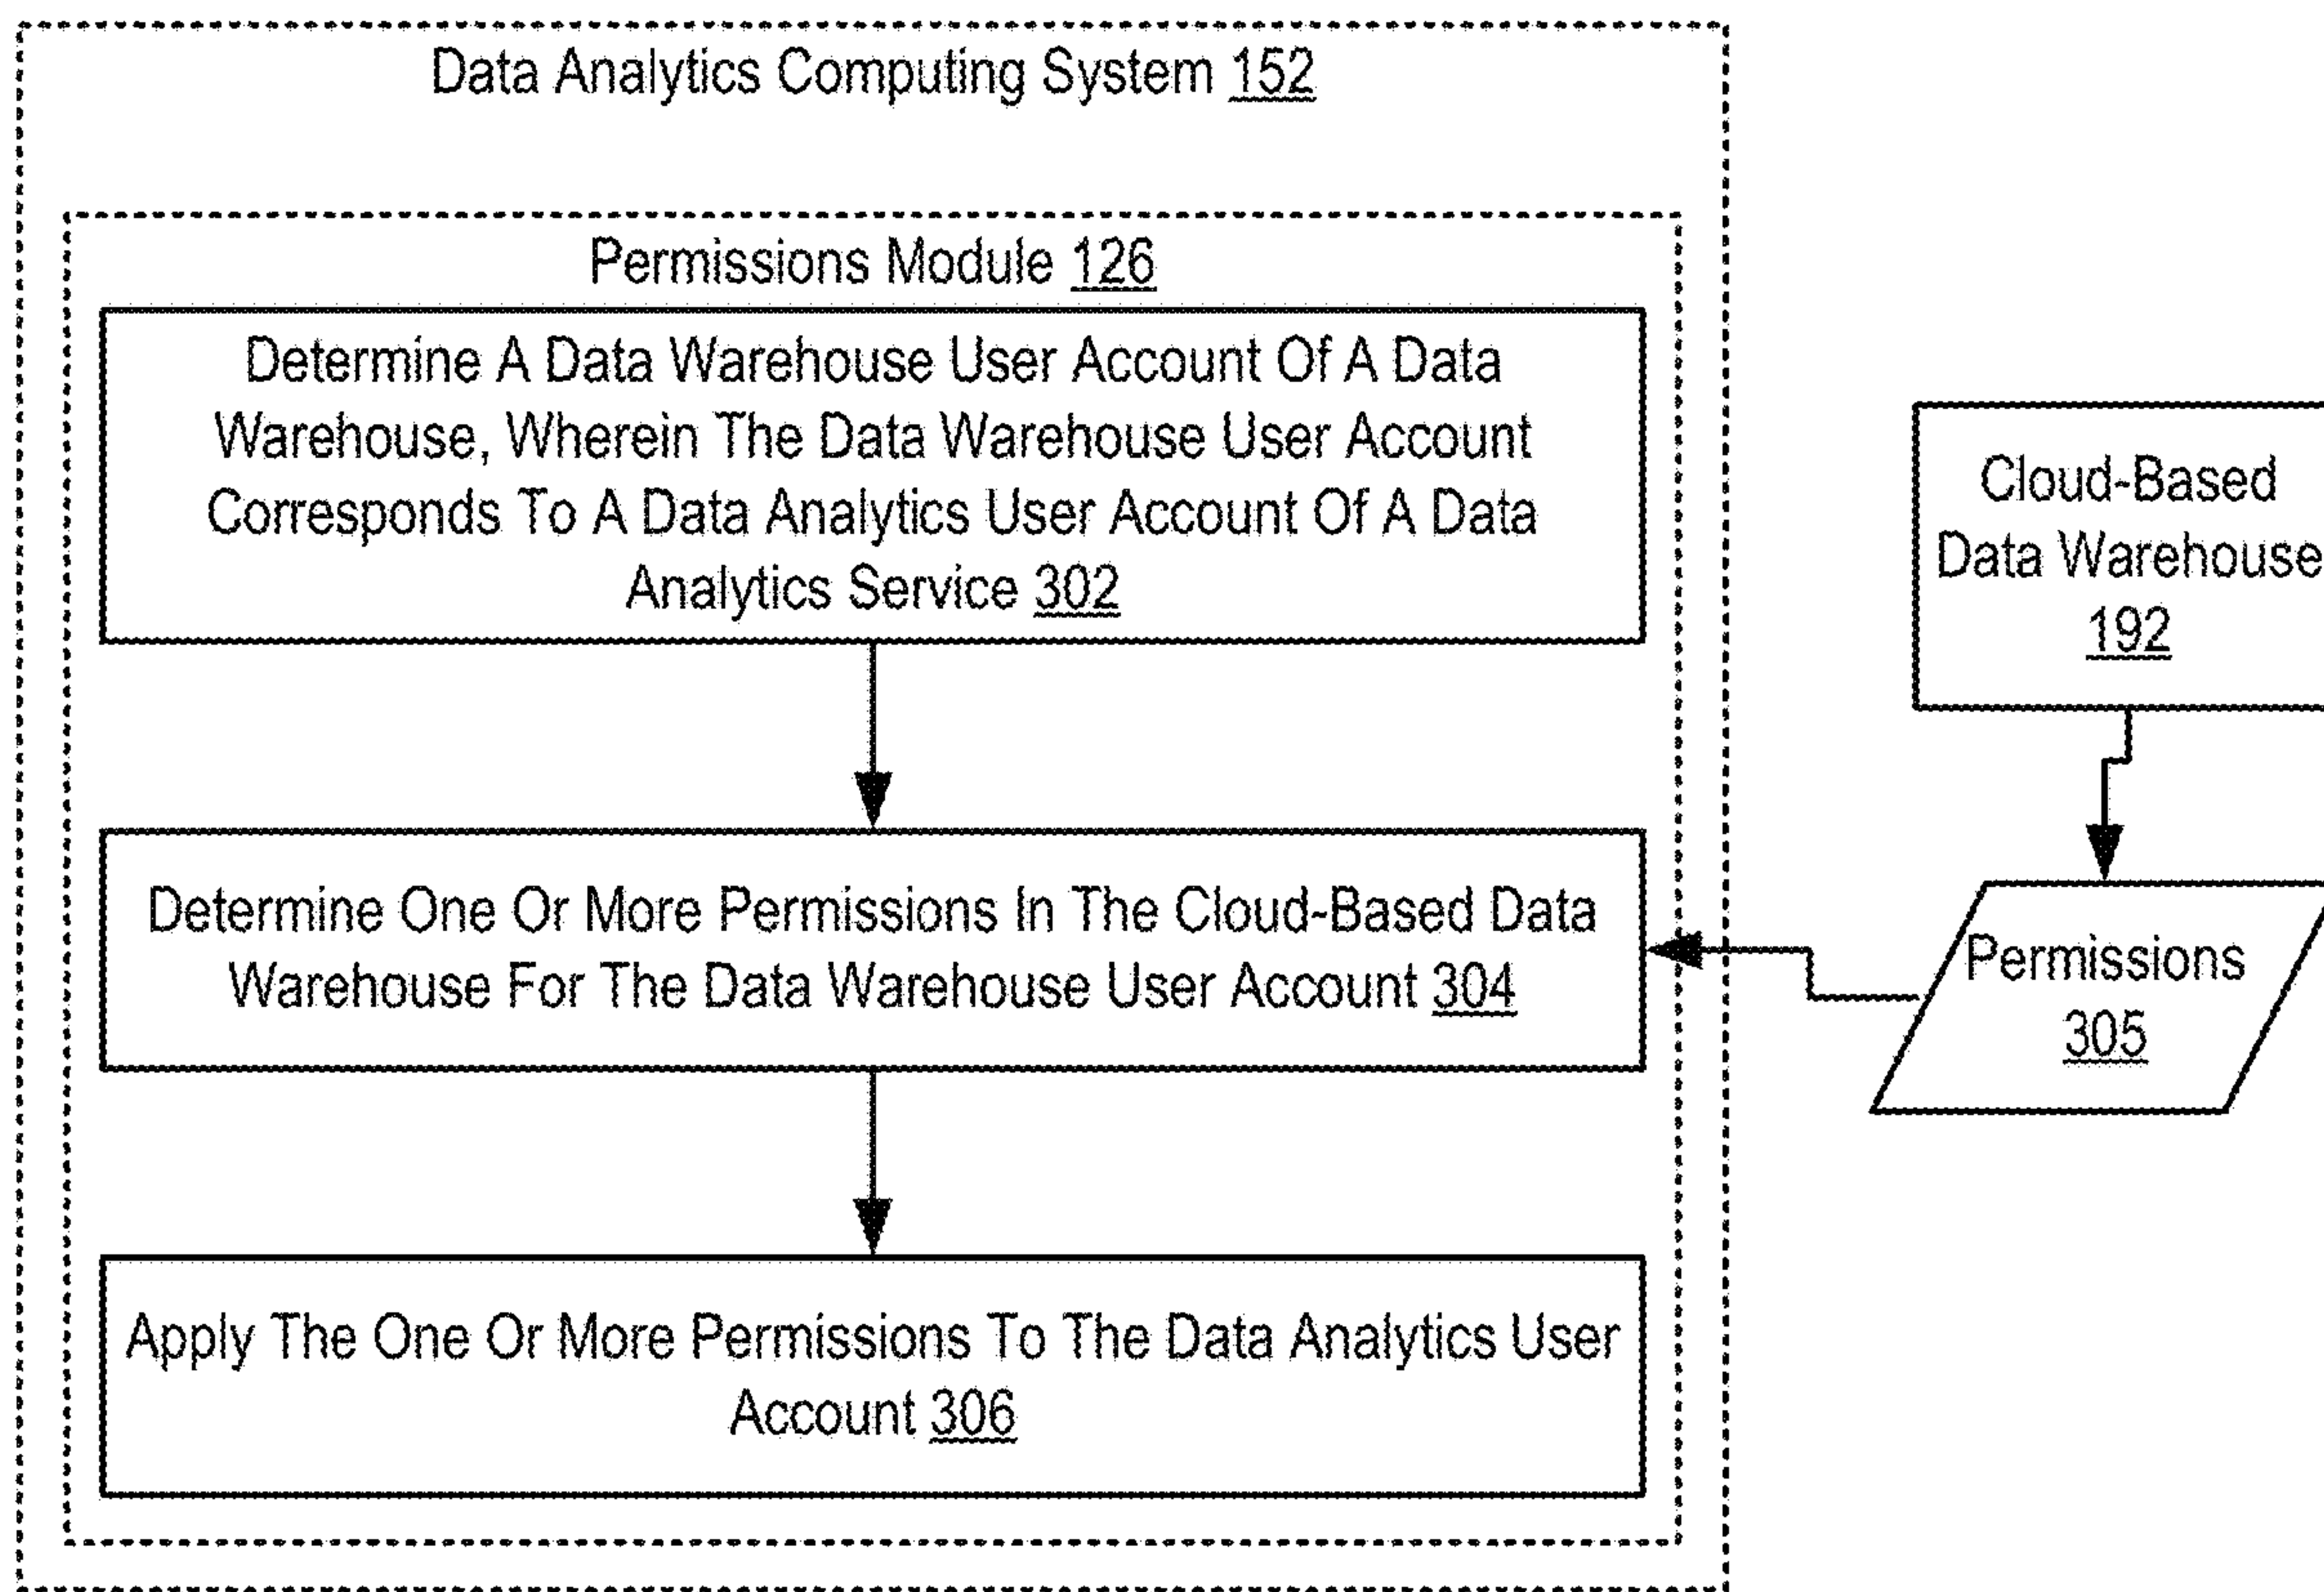 Data Analytics Computing System 152
Permissions Module 126
Determine A Data Warehouse User Account Of A Data
Warehouse, Wherein The Data Warehouse User Account
Corresponds To A Data Analytics User Account Of A Data
Analytics Service 302
Cloud-Based
Data Warehouse
192
Determine One Or More Permissions In The Cloud-Based Data
Warehouse For The Data Warehouse User Account 304
Permissions
305
Apply The One Or More Permissions To The Data Analytics User
Account 306